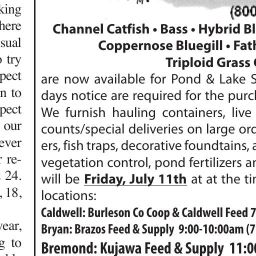 king
here
sual
try
pect
n to
pect
our
ever
r re-
24.
, 18,
year,
g to
(800
Channel Catfish • Bass • Hybrid Bl
Coppernose Bluegill • Fath
Triploid Grass
are now available for Pond & Lake S
days notice are required for the purc
We furnish hauling containers, live
counts/special deliveries on large ord
ers, fish traps, decorative foundtains, a
vegetation control, pond fertilizers an
will be Friday, July 11th at at the tim
locations:
Caldwell: Burleson Co Coop & Caldwell Feed 7
Bryan: Brazos Feed & Supply 9:00-10:00am (7
Bremond: Kujawa Feed & Supply 11:0